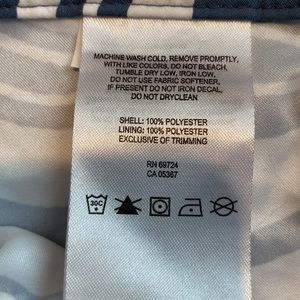 MACHINE WASH COLD, REMOVE PROMPTLY,
WITH LIKE COLORS, DO NOT BLEACH,
TUMBLE DRY LOW, IRON LOW,
DO NOT USE FABRIC SOFTENER,
IF PRESENT DO NOT IRON DECAL,
DO NOT DRYCLEAN
SHELL: 100% POLYESTER
LINING: 100% POLYESTER
EXCLUSIVE OF TRIMMING
RN 69724
CA 05367
30C